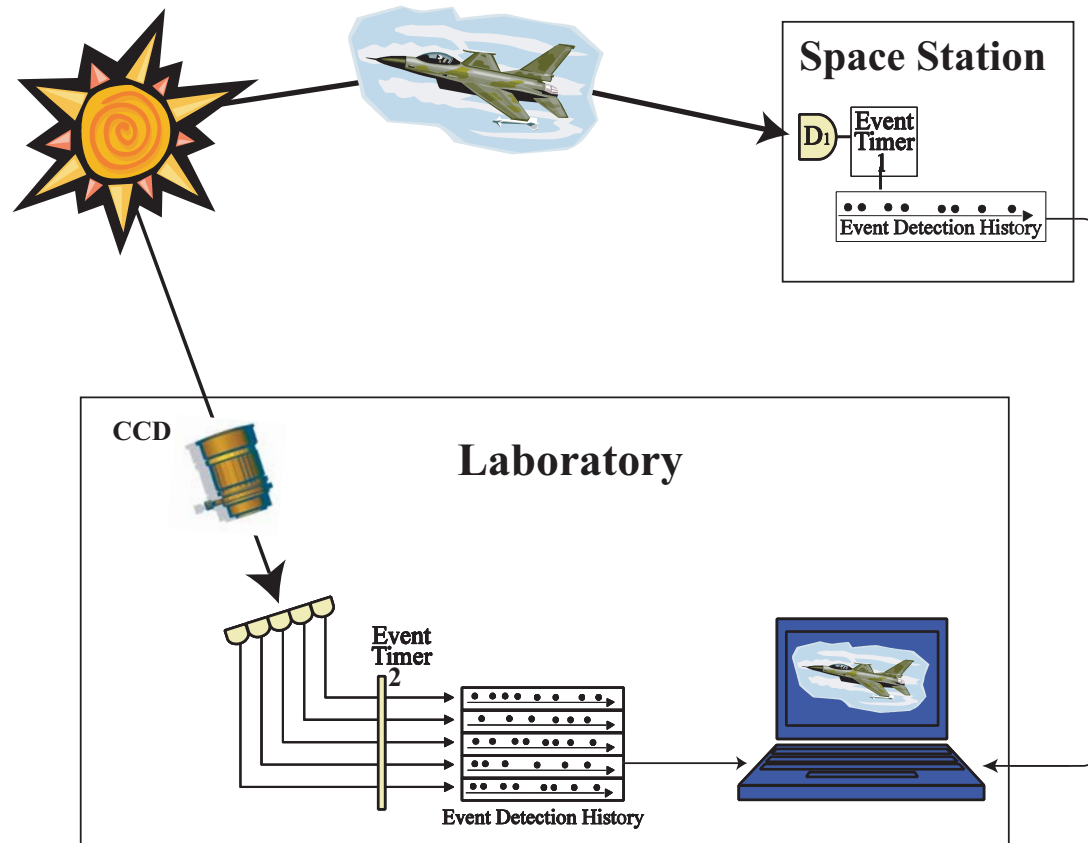 Space Station
D1
Event
Timer
1
Event Detection History
CCD
Laboratory
Event
Timer
2
Event Detection History